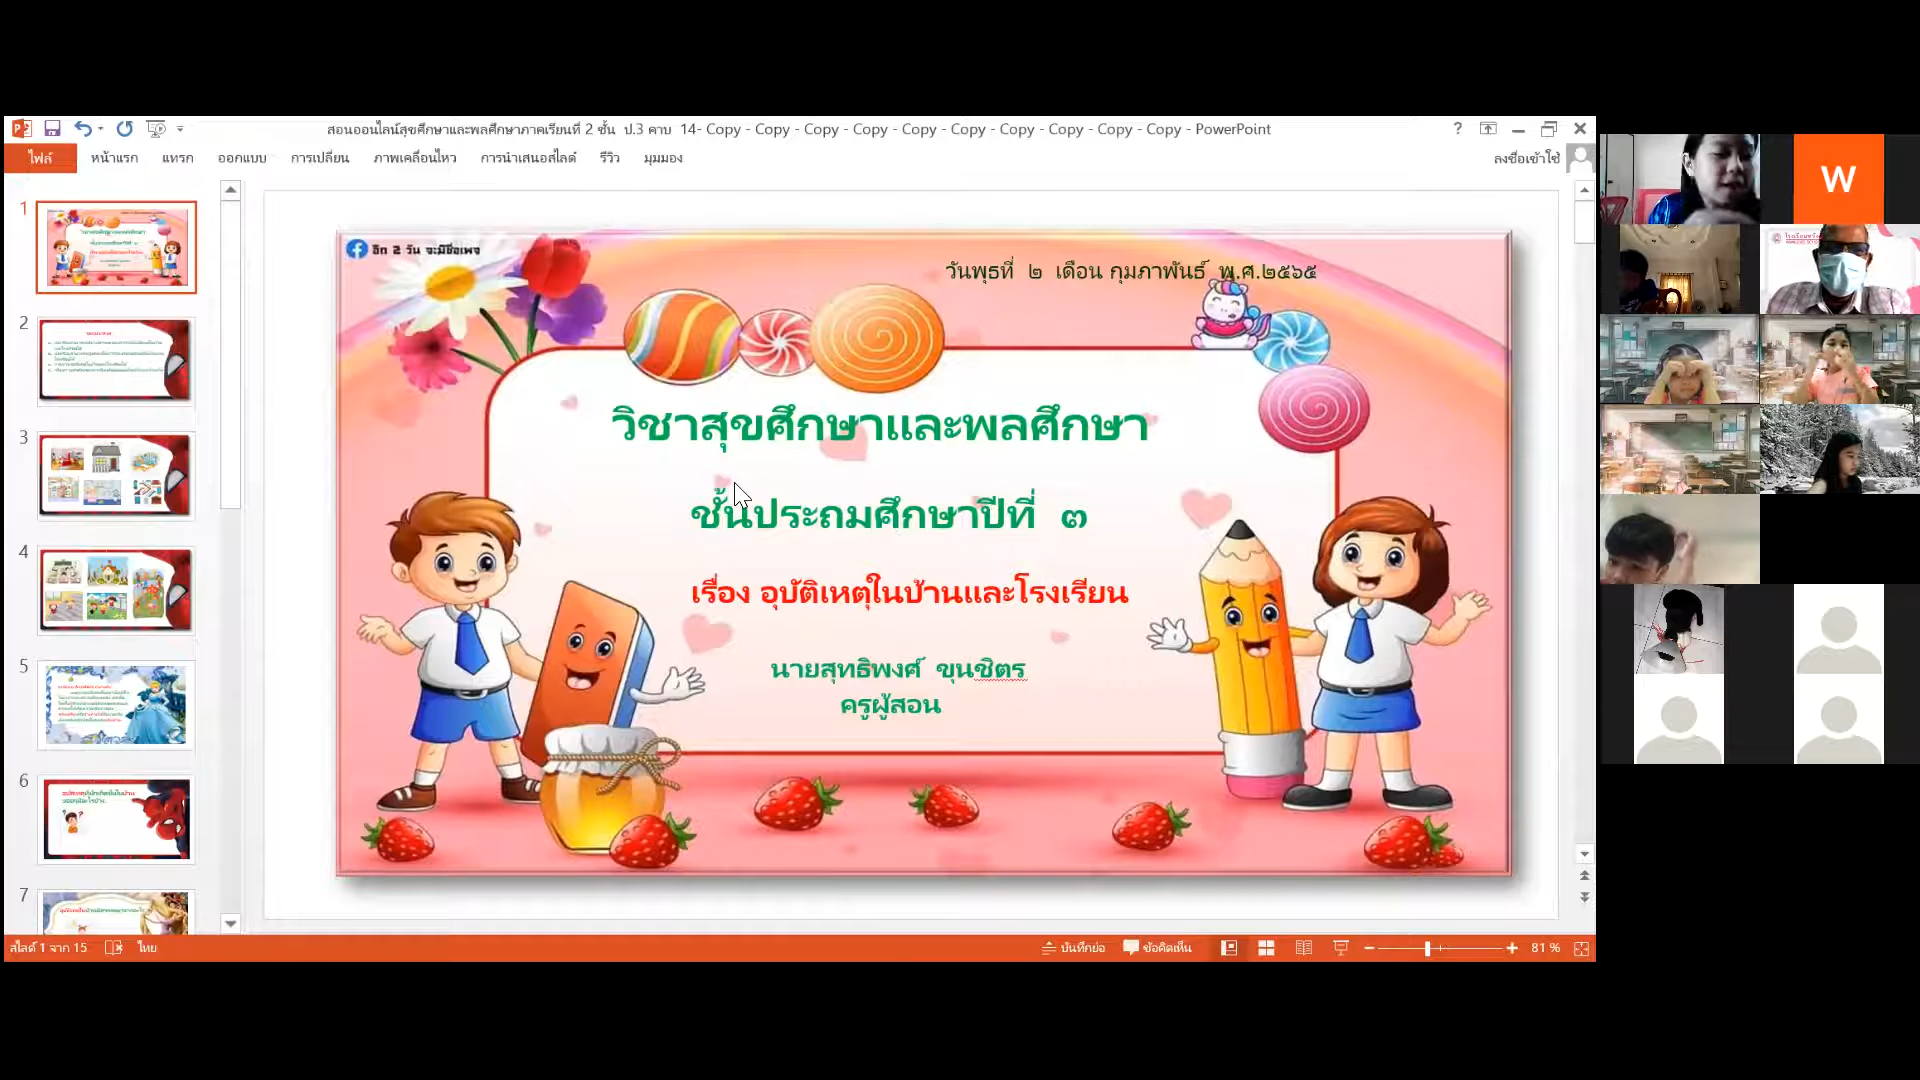 สอนออนไลน์สุขศึกษาและพลศึกษาภาคเรียนที่ 2 ชั้น ป.3 คาบ 14- Copy - Copy - Copy - Copy - Copy - Copy - Copy - Copy - Copy - Copy - PowerPoint
ไฟล์ หน้าแรก แทรก ออกแบบ การเปลี่ยน ภาพเคลื่อนไหว การนำเสนอสไลด์ รีวิว มุมมอง ลงชื่อเข้าใช้
1
2
3
4
5
6
7
อีก 2 วัน จะมีชื่อเพจ
วันพุธที่ ๒ เดือน กุมภาพันธ์ พ.ศ.๒๕๖๕
วิชาสุขศึกษาและพลศึกษา
ชั้นประถมศึกษาปีที่ ๓
เรื่อง อุบัติเหตุในบ้านและโรงเรียน
นายสุทธิพงศ์ ขุนชิตร
ครูผู้สอน
W
สไลด์ 1 จาก 15 ไทย บันทึกย่อ ข้อคิดเห็น 81 %